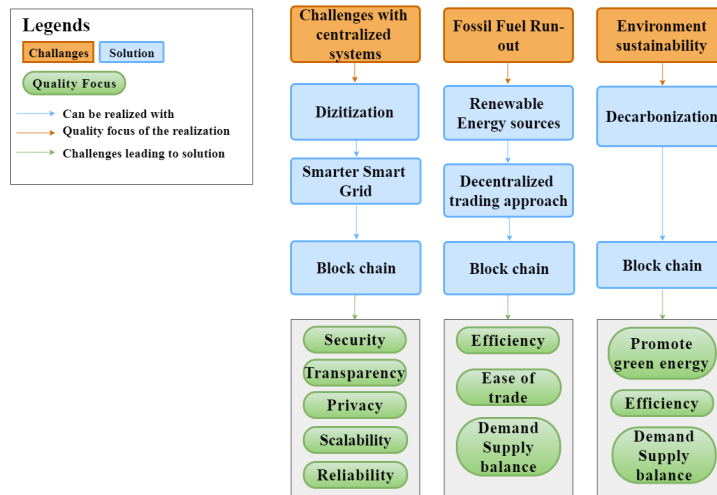 Legends
Challanges
Solution
Quality Focus
Can be realized with
Quality focus of the realization
Challenges leading to solution
Challenges with
centralized
systems
Dizitization
Smarter Smart
Grid
Block chain
Security
Transparency
Privacy
Scalability
Reliability
Fossil Fuel Run-
out
Renewable
Energy sources
Decentralized
trading approach
Block chain
Efficiency
Ease of
trade
Demand
Supply
balance
Environment
sustainability
Decarbonization
Block chain
Promote
green energy
Efficiency
Demand
Supply
balance